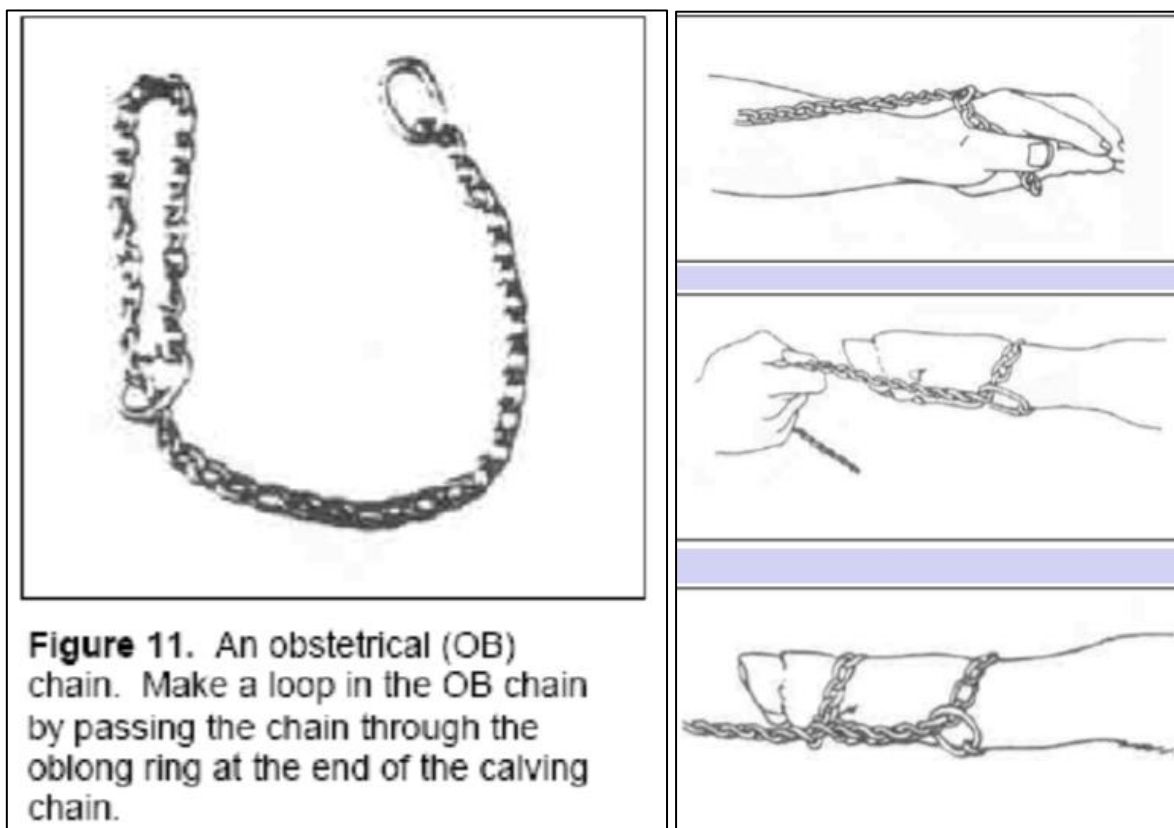 Figure 11.  An obstetrical (OB)
chain.  Make a loop in the OB chain
by passing the chain through the
oblong ring at the end of the calving
chain.